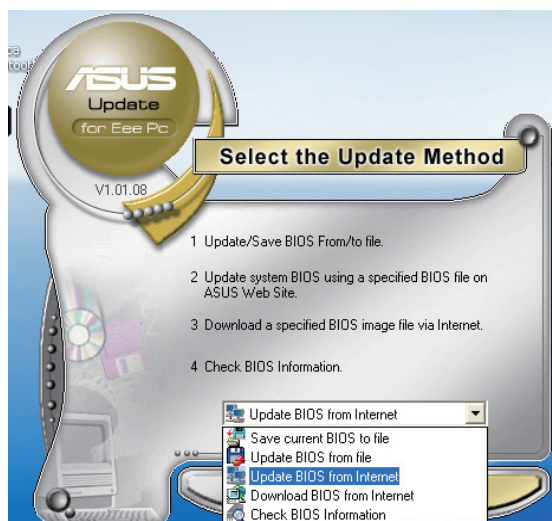 ASUS
Update
for Eee Pc
V1.01.08
Select the Update Method
1 Update/Save BIOS From/to file.
2 Update system BIOS using a specified BIOS file on
ASUS Web Site.
3 Download a specified BIOS image file via Internet.
4 Check BIOS Information.
Update BIOS from Internet
Save current BIOS to file
Update BIOS from file
Update BIOS from Internet
Download BIOS from Internet
Check BIOS Information